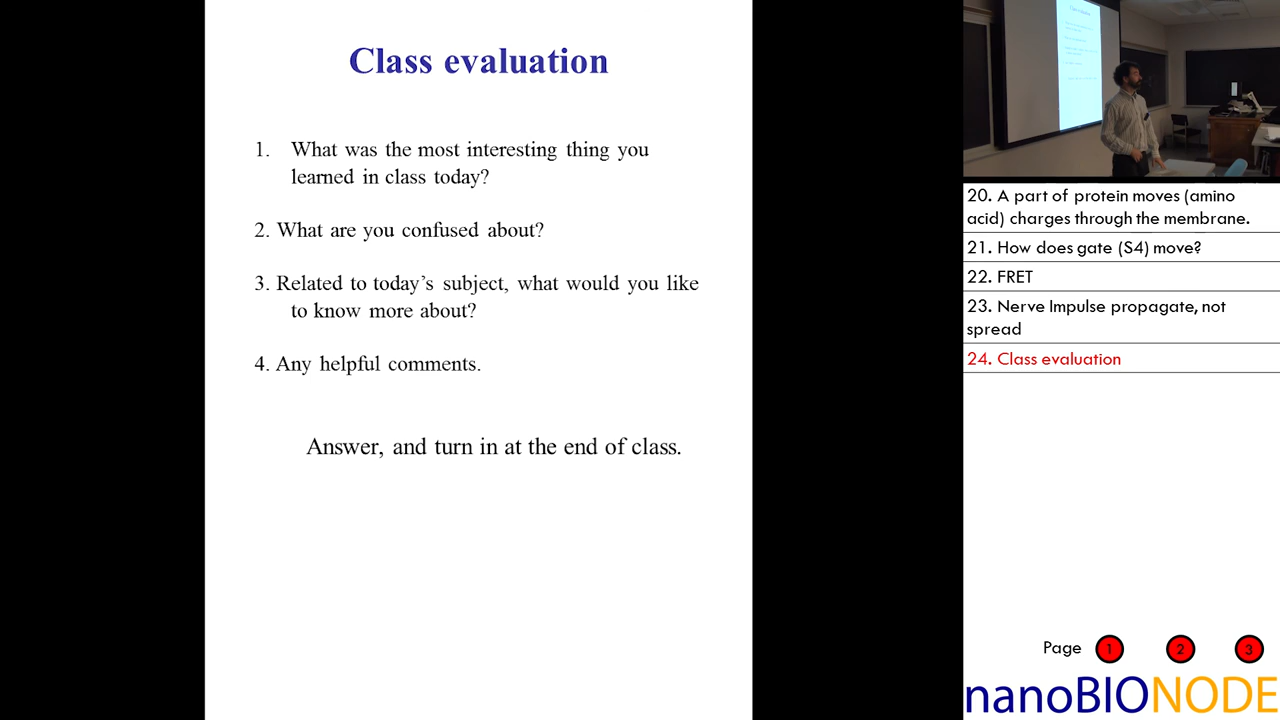 Class evaluation
1. What was the most interesting thing you
learned in class today?
2. What are you confused about?
3. Related to today’s subject, what would you like
to know more about?
4. Any helpful comments.
Answer, and turn in at the end of class.
20. A part of protein moves (amino
acid) charges through the membrane.
21. How does gate (S4) move?
22. FRET
23. Nerve Impulse propagate, not
spread
24. Class evaluation
Page 1 2 3
nanoBIONODE